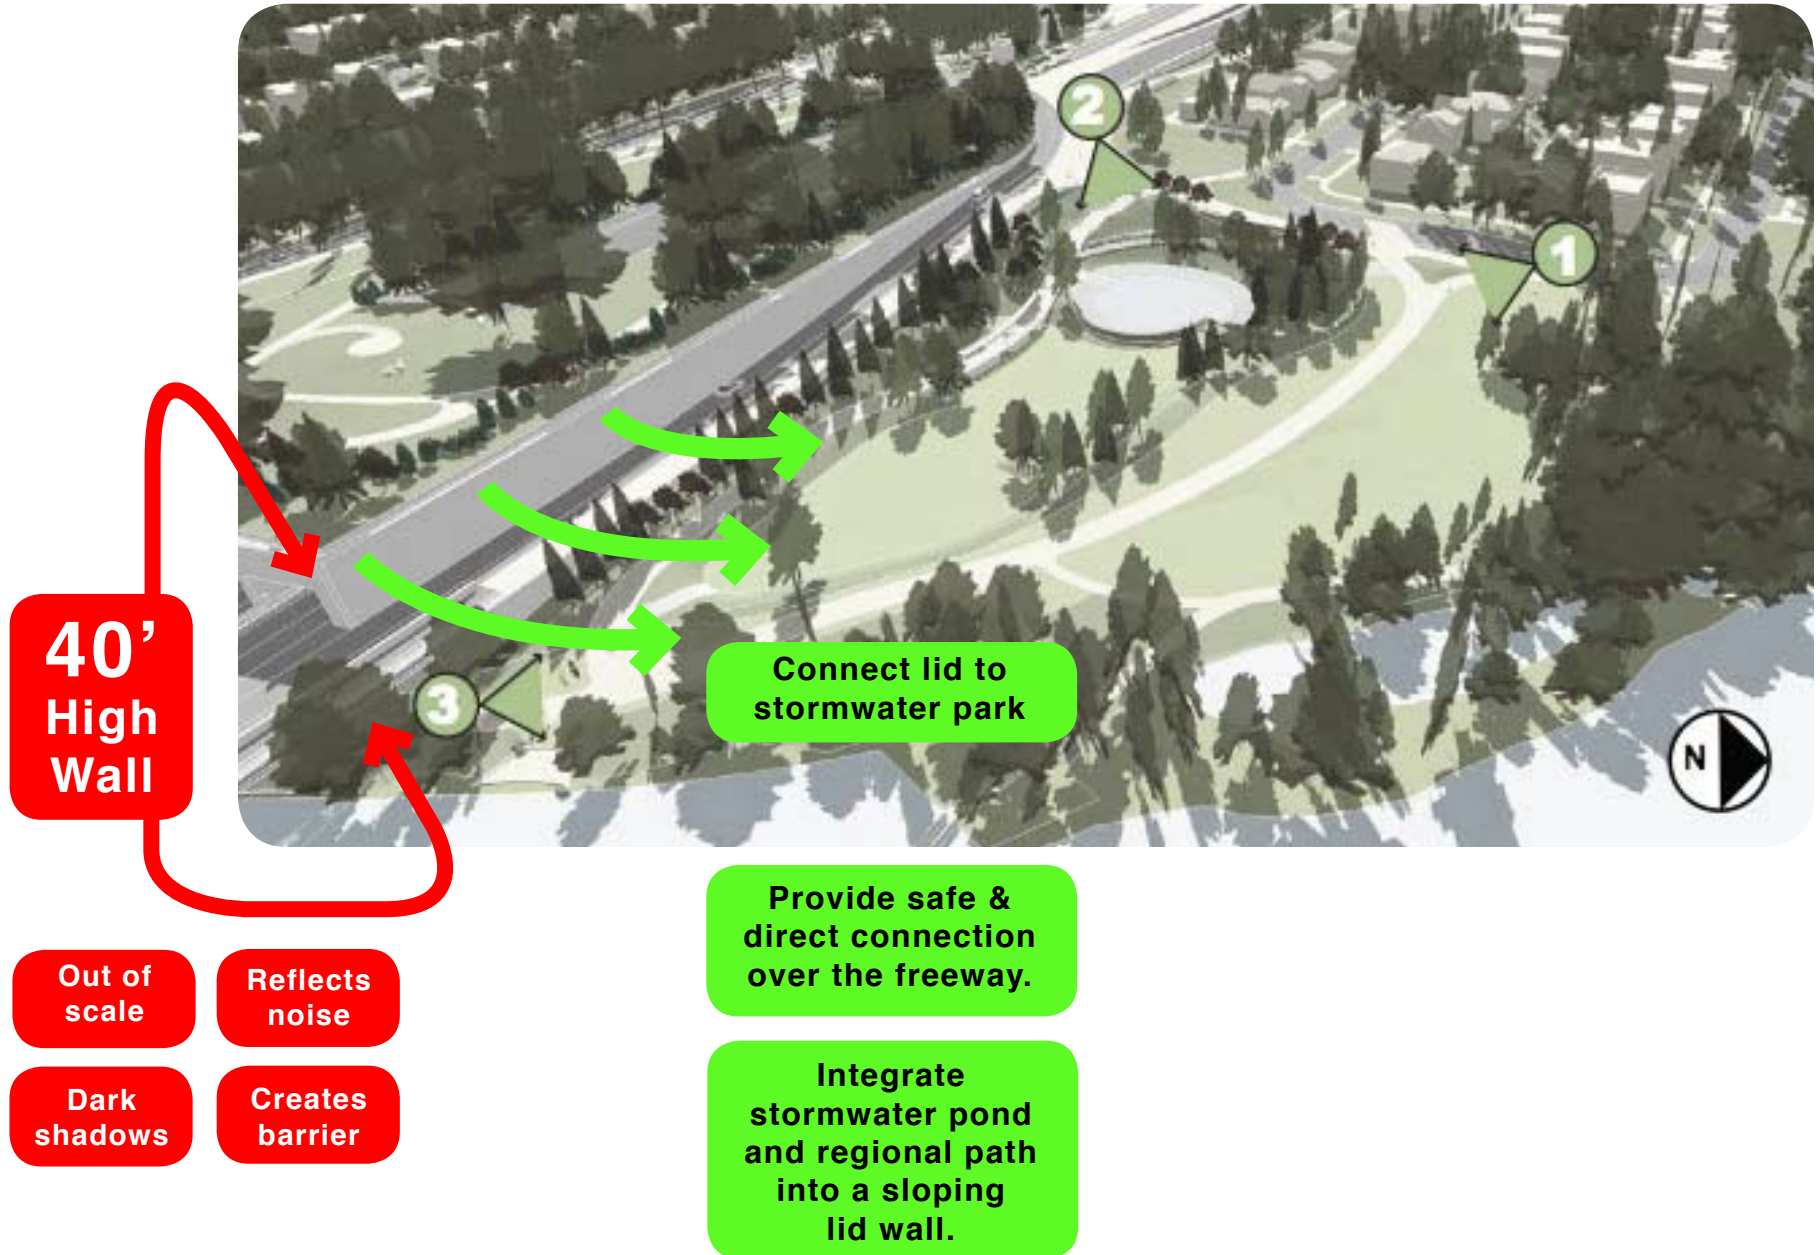 2
1
3
N
40’
High
Wall
Connect lid to
stormwater park
Provide safe &
direct connection
over the freeway.
Out of
scale
Reflects
noise
Dark
shadows
Creates
barrier
Integrate
stormwater pond
and regional path
into a sloping
lid wall.